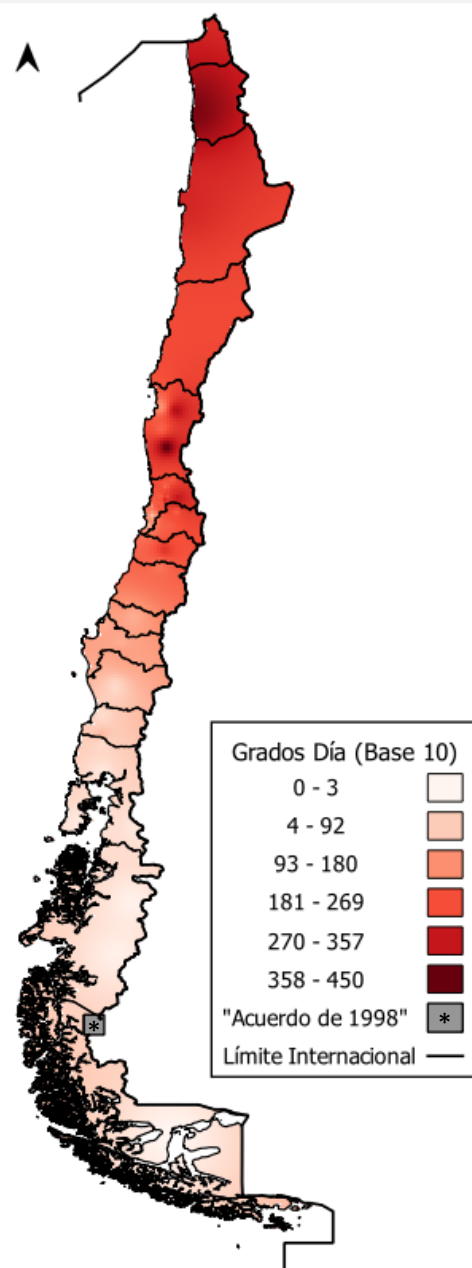 Grados Día (Base 10)
0 - 3
4 - 92
93 - 180
181 - 269
270 - 357
358 - 450
"Acuerdo de 1998" *
Límite Internacional
*